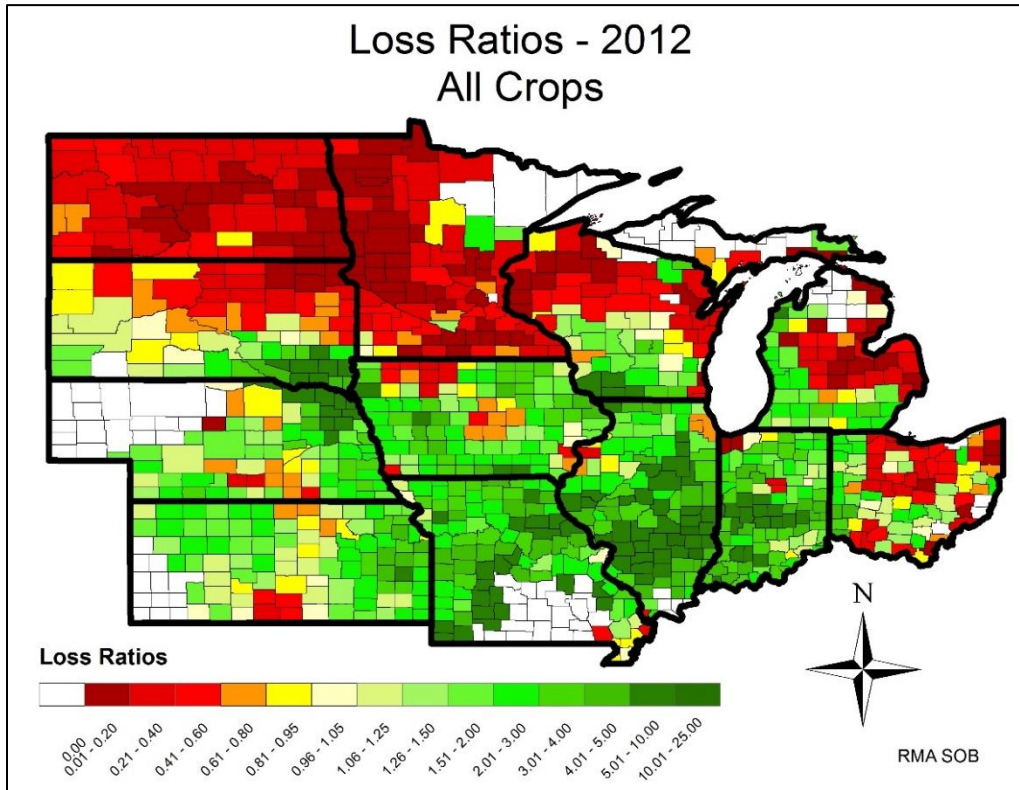 Loss Ratios - 2012
All Crops
N
Loss Ratios
0.00
0.01 - 0.20
0.21 - 0.40
0.41 - 0.60
0.61 - 0.80
0.81 - 0.95
0.96 - 1.05
1.06 - 1.25
1.26 - 1.50
1.51 - 2.00
2.01 - 3.00
3.01 - 4.00
4.01 - 5.00
5.01 - 10.00
10.01 - 25.00
RMA SOB